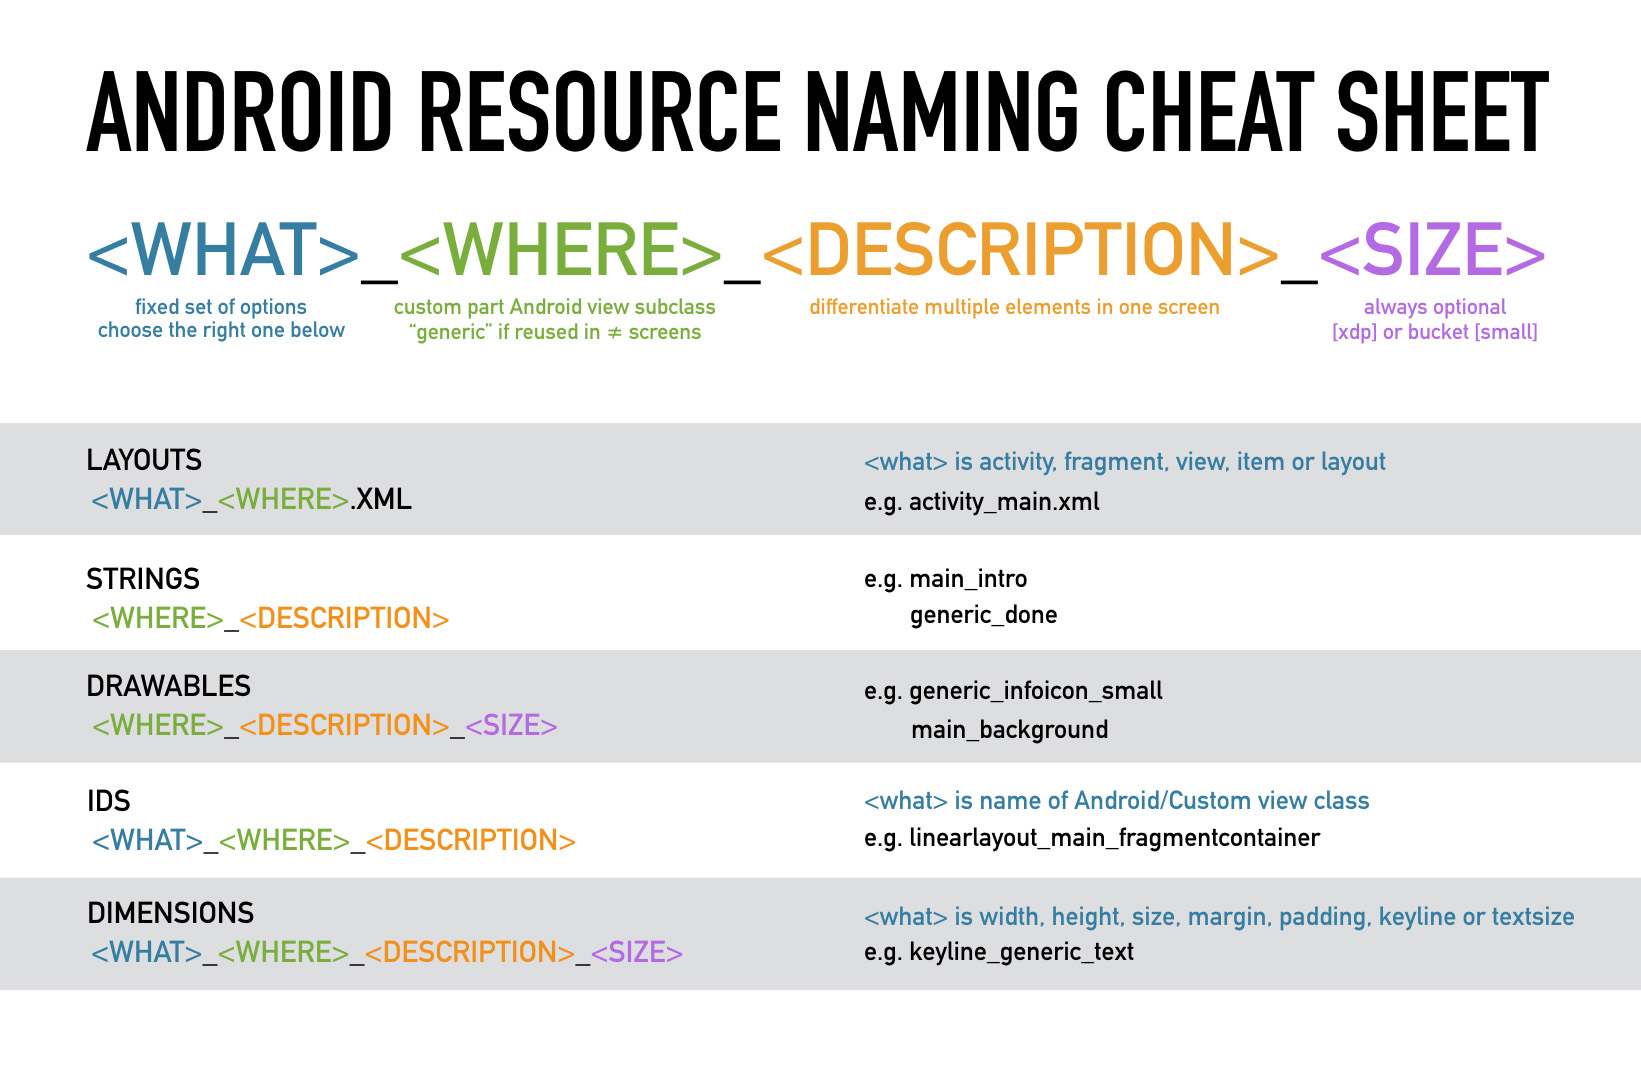 ANDROID RESOURCE NAMING CHEAT SHEET
<WHAT>_<WHERE>_<DESCRIPTION>_<SIZE>
fixed set of options
choose the right one below
custom part Android view subclass
“generic” if reused in ≠ screens
differentiate multiple elements in one screen
always optional
[xdp] or bucket [small]
LAYOUTS
<WHAT>_<WHERE>.XML
<what> is activity, fragment, view, item or layout
e.g. activity_main.xml
STRINGS
<WHERE>_<DESCRIPTION>
e.g. main_intro
generic_done
DRAWABLES
<WHERE>_<DESCRIPTION>_<SIZE>
e.g. generic_infoicon_small
main_background
IDS
<WHAT>_<WHERE>_<DESCRIPTION>
<what> is name of Android/Custom view class
e.g. linearlayout_main_fragmentcontainer
DIMENSIONS
<WHAT>_<WHERE>_<DESCRIPTION>_<SIZE>
<what> is width, height, size, margin, padding, keyline or textsize
e.g. keyline_generic_text